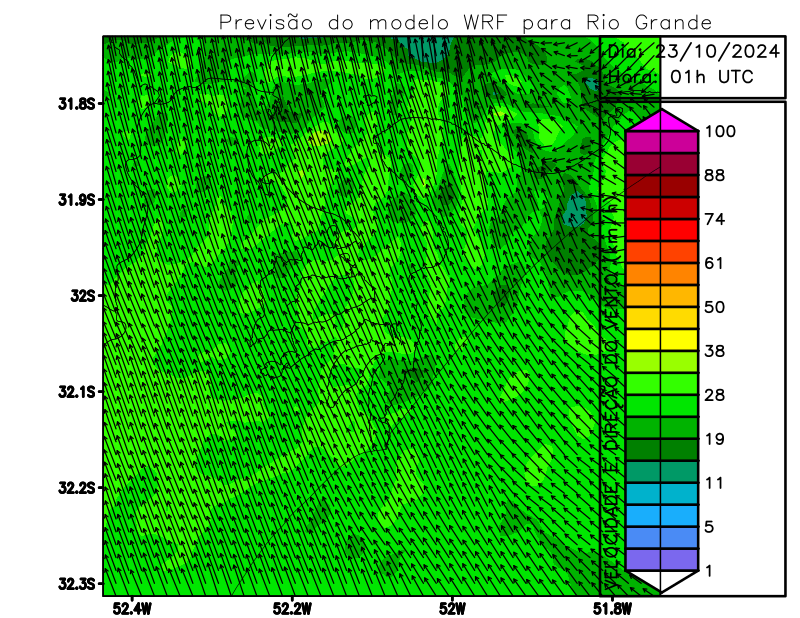 Previsão do modelo WRF para Rio Grande
Dia: 23/10/2024
Hora: 01h UTC
31.8S
31.9S
32S
32.1S
32.2S
32.3S
52.4W
52.2W
52W
51.8W
VELOCIDADE E DIREÇÃO DO VENTO (km/h)
100
88
74
61
50
38
28
19
11
5
1